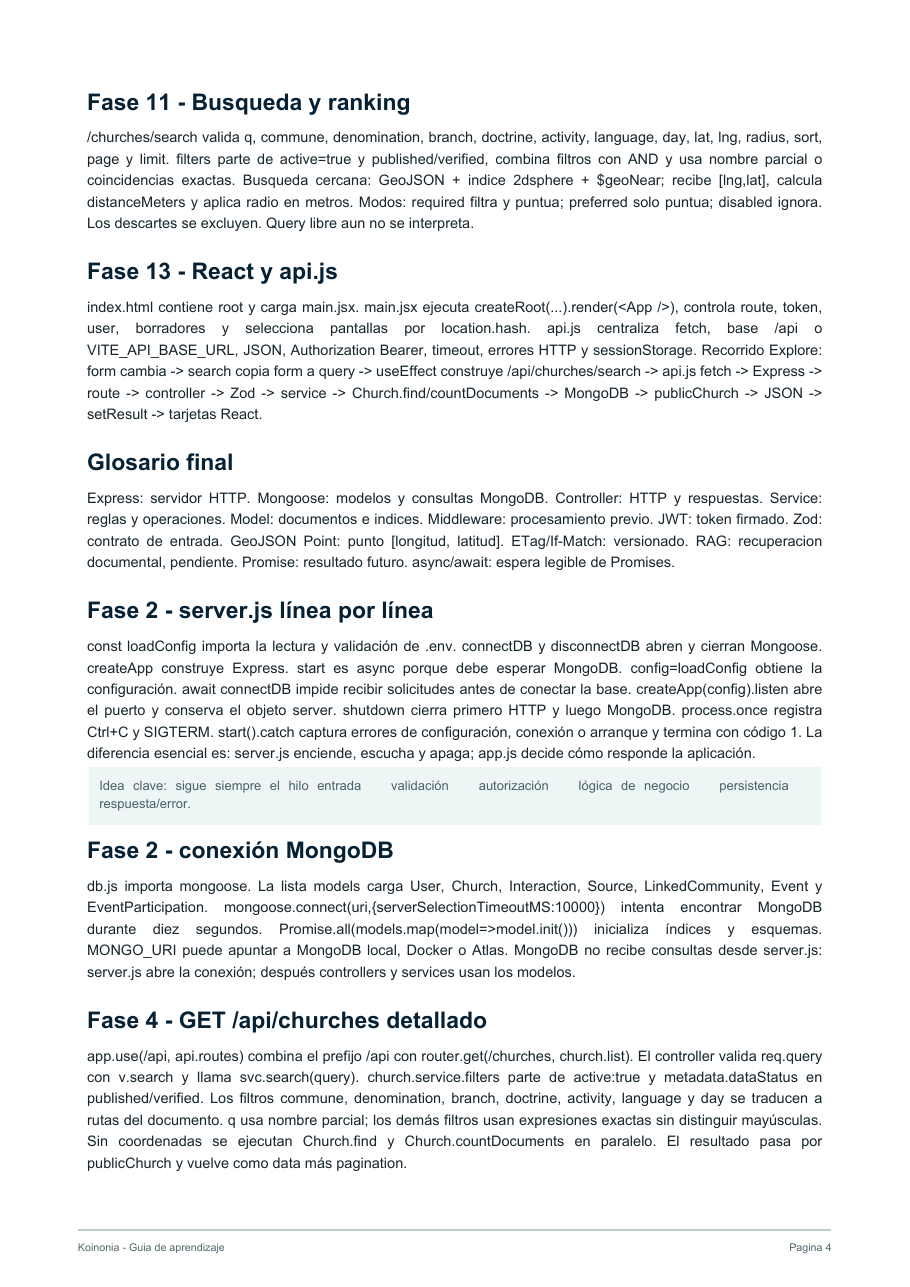 Fase 11 - Busqueda y ranking
/churches/search valida q, commune, denomination, branch, doctrine, activity, language, day, lat, lng, radius, sort,
page y limit. filters parte de active=true y published/verified, combina filtros con AND y usa nombre parcial o
coincidencias exactas. Busqueda cercana: GeoJSON + indice 2dsphere + $geoNear; recibe [lng,lat], calcula
distanceMeters y aplica radio en metros. Modos: required filtra y puntua; preferred solo puntua; disabled ignora.
Los descartes se excluyen. Query libre aun no se interpreta.
Fase 13 - React y api.js
index.html contiene root y carga main.jsx. main.jsx ejecuta createRoot(...).render(<App />), controla route, token,
user, borradores y selecciona pantallas por location.hash. api.js centraliza fetch, base /api o
VITE_API_BASE_URL, JSON, Authorization Bearer, timeout, errores HTTP y sessionStorage. Recorrido Explore:
form cambia -> search copia form a query -> useEffect construye /api/churches/search -> api.js fetch -> Express ->
route -> controller -> Zod -> service -> Church.find/countDocuments -> MongoDB -> publicChurch -> JSON ->
setResult -> tarjetas React.
Glosario final
Express: servidor HTTP. Mongoose: modelos y consultas MongoDB. Controller: HTTP y respuestas. Service:
reglas y operaciones. Model: documentos e indices. Middleware: procesamiento previo. JWT: token firmado. Zod:
contrato de entrada. GeoJSON Point: punto [longitud, latitud]. ETag/If-Match: versionado. RAG: recuperacion
documental, pendiente. Promise: resultado futuro. async/await: espera legible de Promises.
Fase 2 - server.js línea por línea
const loadConfig importa la lectura y validación de .env. connectDB y disconnectDB abren y cierran Mongoose.
createApp construye Express. start es async porque debe esperar MongoDB. config=loadConfig obtiene la
configuración. await connectDB impide recibir solicitudes antes de conectar la base. createApp(config).listen abre
el puerto y conserva el objeto server. shutdown cierra primero HTTP y luego MongoDB. process.once registra
Ctrl+C y SIGTERM. start().catch captura errores de configuración, conexión o arranque y termina con código 1. La
diferencia esencial es: server.js enciende, escucha y apaga; app.js decide cómo responde la aplicación.
Idea clave: sigue siempre el hilo entrada validación autorización lógica de negocio persistencia
respuesta/error.
Fase 2 - conexión MongoDB
db.js importa mongoose. La lista models carga User, Church, Interaction, Source, LinkedCommunity, Event y
EventParticipation. mongoose.connect(uri,{serverSelectionTimeoutMS:10000}) intenta encontrar MongoDB
durante diez segundos. Promise.all(models.map(model=>model.init())) inicializa índices y esquemas.
MONGO_URI puede apuntar a MongoDB local, Docker o Atlas. MongoDB no recibe consultas desde server.js:
server.js abre la conexión; después controllers y services usan los modelos.
Fase 4 - GET /api/churches detallado
app.use(/api, api.routes) combina el prefijo /api con router.get(/churches, church.list). El controller valida req.query
con v.search y llama svc.search(query). church.service.filters parte de active:true y metadata.dataStatus en
published/verified. Los filtros commune, denomination, branch, doctrine, activity, language y day se traducen a
rutas del documento. q usa nombre parcial; los demás filtros usan expresiones exactas sin distinguir mayúsculas.
Sin coordenadas se ejecutan Church.find y Church.countDocuments en paralelo. El resultado pasa por
publicChurch y vuelve como data más pagination.
Koinonia - Guia de aprendizaje
Pagina 4